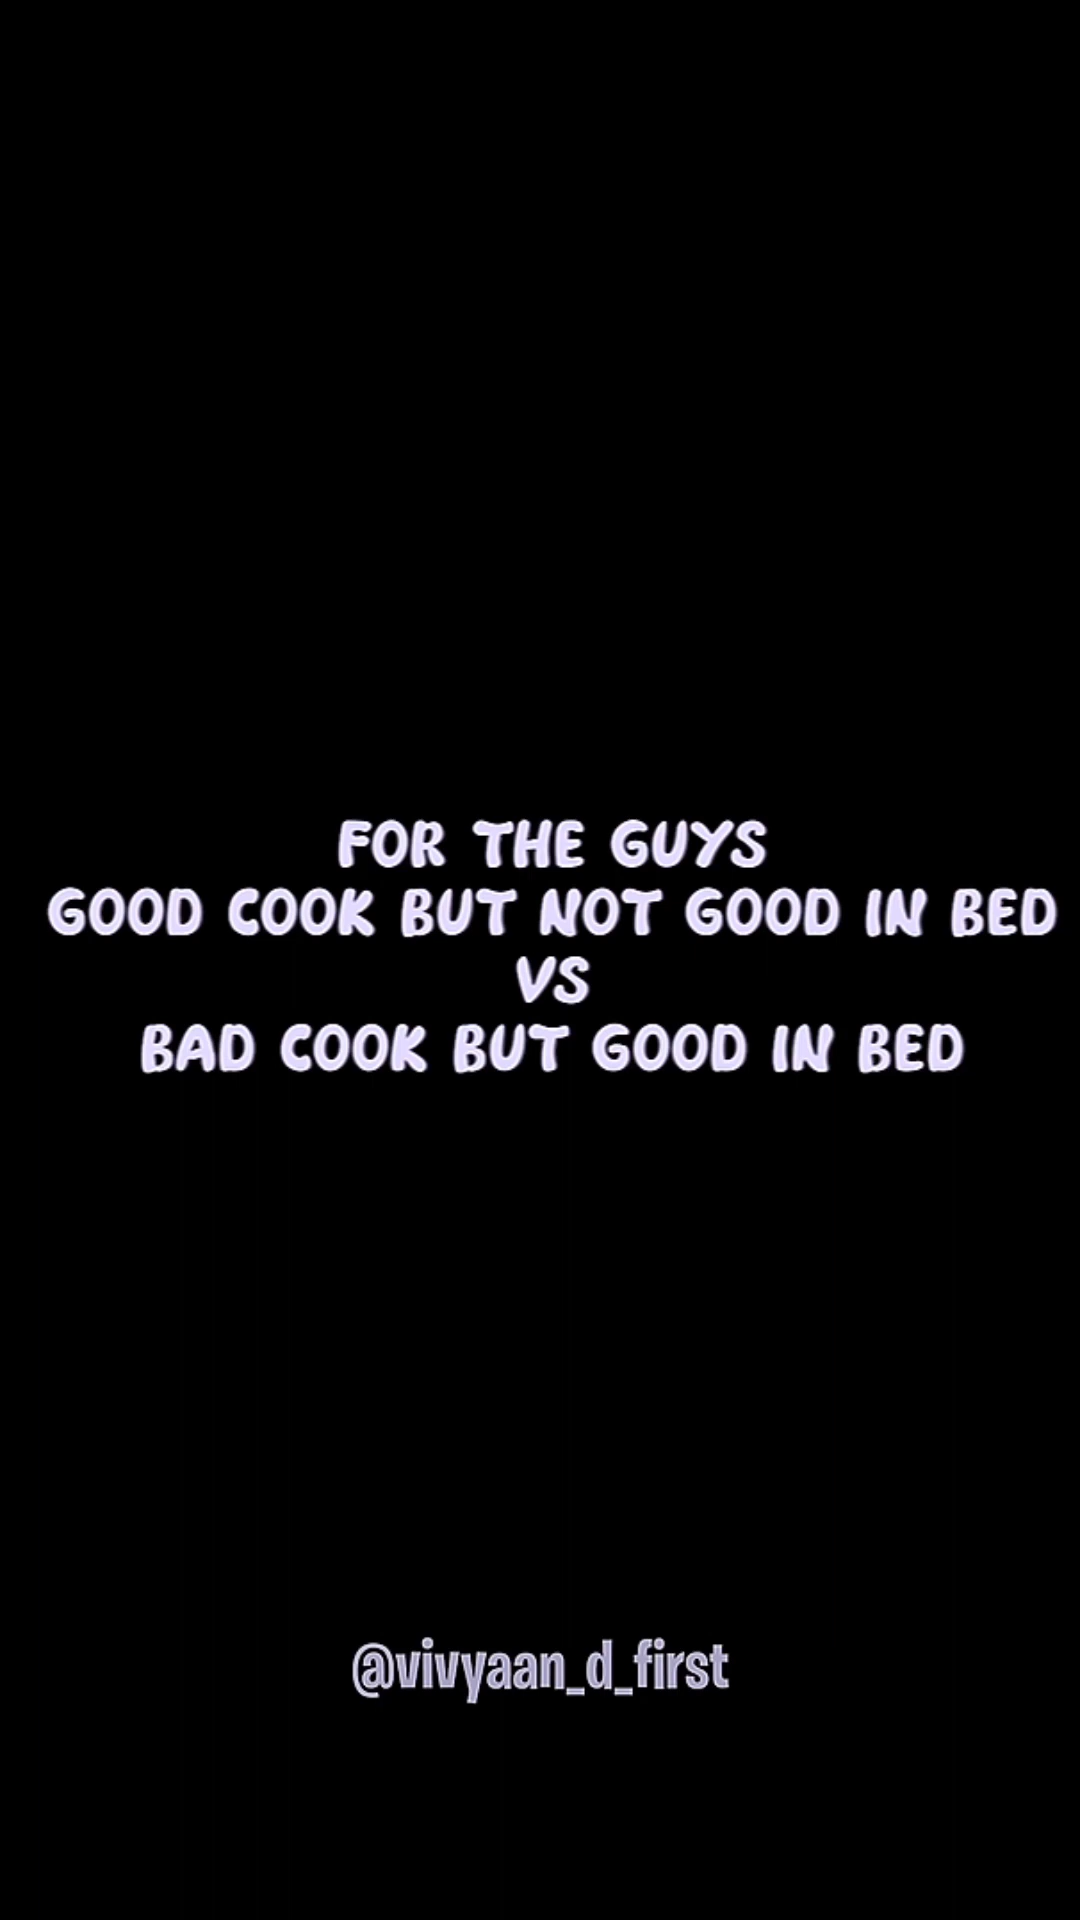 FOR THE GUYS
GOOD COOK BUT NOT GOOD IN BED
VS
BAD COOK BUT GOOD IN BED
@vivyaan_d_first